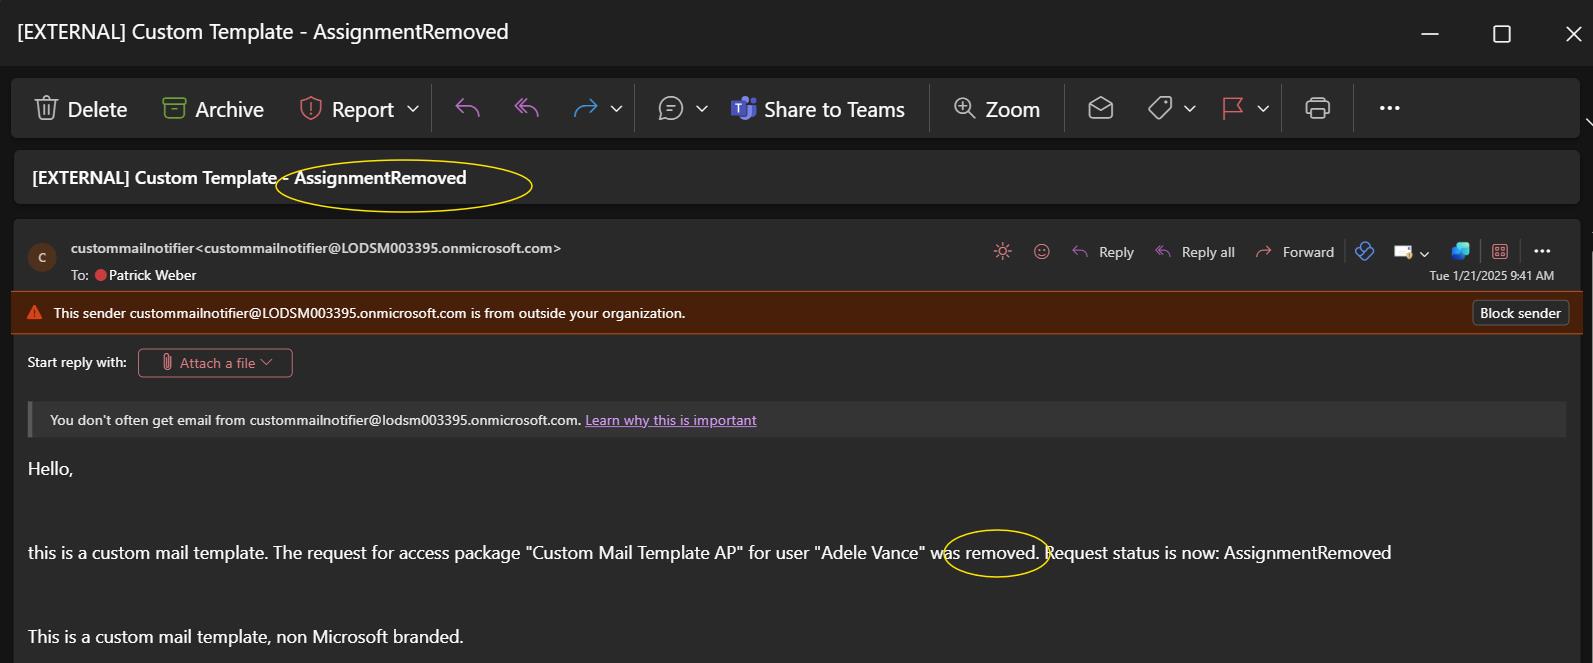 [EXTERNAL] Custom Template - AssignmentRemoved
Delete Archive Report Share to Teams Zoom
[EXTERNAL] Custom Template - AssignmentRemoved
C
custommailnotifier<custommailnotifier@LODSM003395.onmicrosoft.com>
Reply Reply all Forward
To: Patrick Weber
Tue 1/21/2025 9:41 AM
This sender custommailnotifier@LODSM003395.onmicrosoft.com is from outside your organization. Block sender
Start reply with: Attach a file
You don't often get email from custommailnotifier@lodsm003395.onmicrosoft.com. Learn why this is important
Hello,
this is a custom mail template. The request for access package "Custom Mail Template AP" for user "Adele Vance" was removed. Request status is now: AssignmentRemoved
This is a custom mail template, non Microsoft branded.